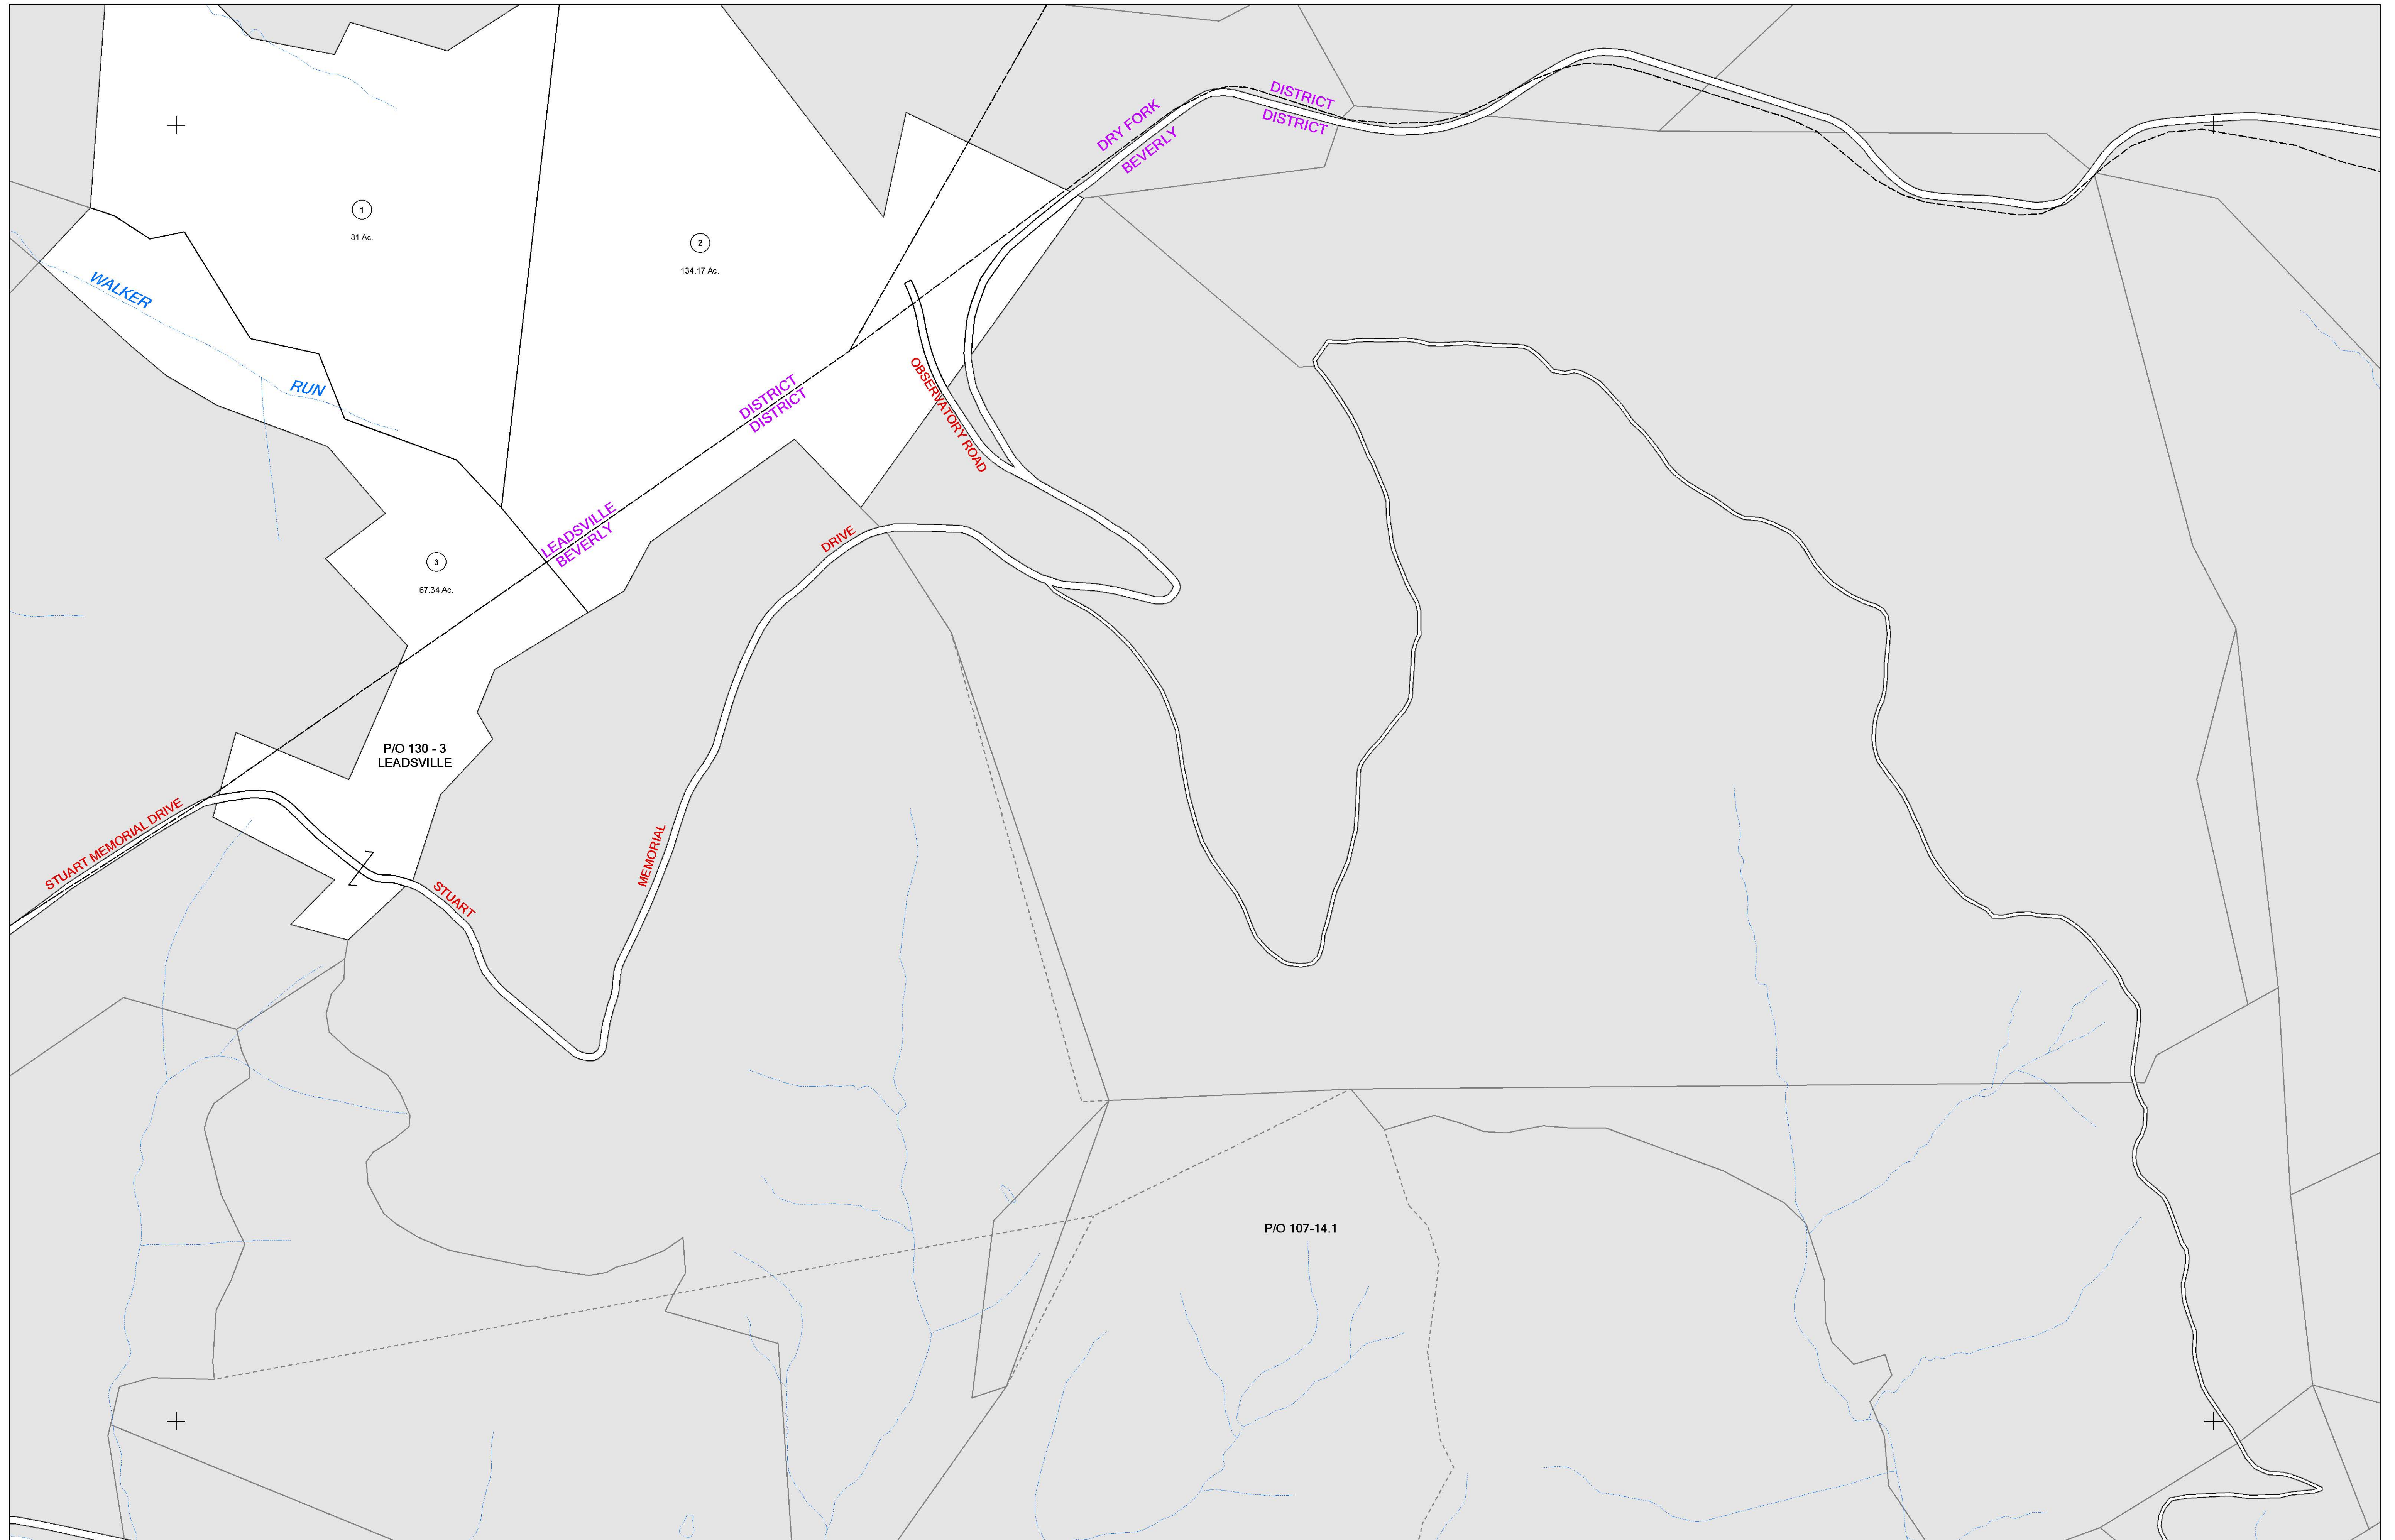 DISTRICT
DRY FORK
DISTRICT
BEVERLY
1
81 Ac.
2
134.17 Ac.
WALKER
RUN
OBSERVATORY ROAD
DISTRICT
DISTRICT
LEADSVILLE
BEVERLY
DRIVE
3
67.34 Ac.
P/O 130 - 3
LEADSVILLE
STUART MEMORIAL DRIVE
MEMORIAL
STUART
P/O 107-14.1